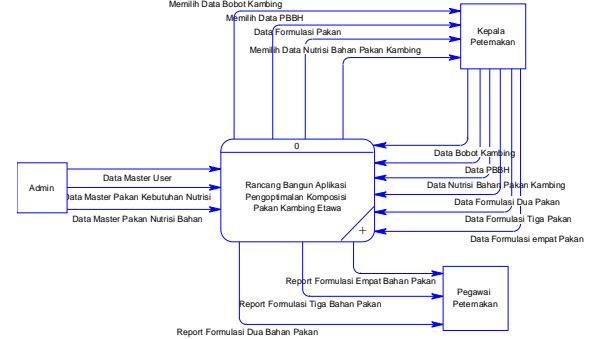 Memilih Data Bobot Kambing
Memilih Data PBBH
Data Formulasi Pakan
Memilih Data Nutrisi Bahan Pakan Kambing
Kepala
Peternakan
0
Rancang Bangun Aplikasi
Pengoptimalan Komposisi
Pakan Kambing Etawa
+
Admin
Data Master User
Data Master Pakan Kebutuhan Nutrisi
Data Master Pakan Nutrisi Bahan
Data Bobot Kambing
Data PBBH
Data Nutrisi Bahan Pakan Kambing
Data Formulasi Dua Pakan
Data Formulasi Tiga Pakan
Data Formulasi empat Pakan
Report Formulasi Empat Bahan Pakan
Report Formulasi Tiga Bahan Pakan
Report Formulasi Dua Bahan Pakan
Pegawai
Peternakan